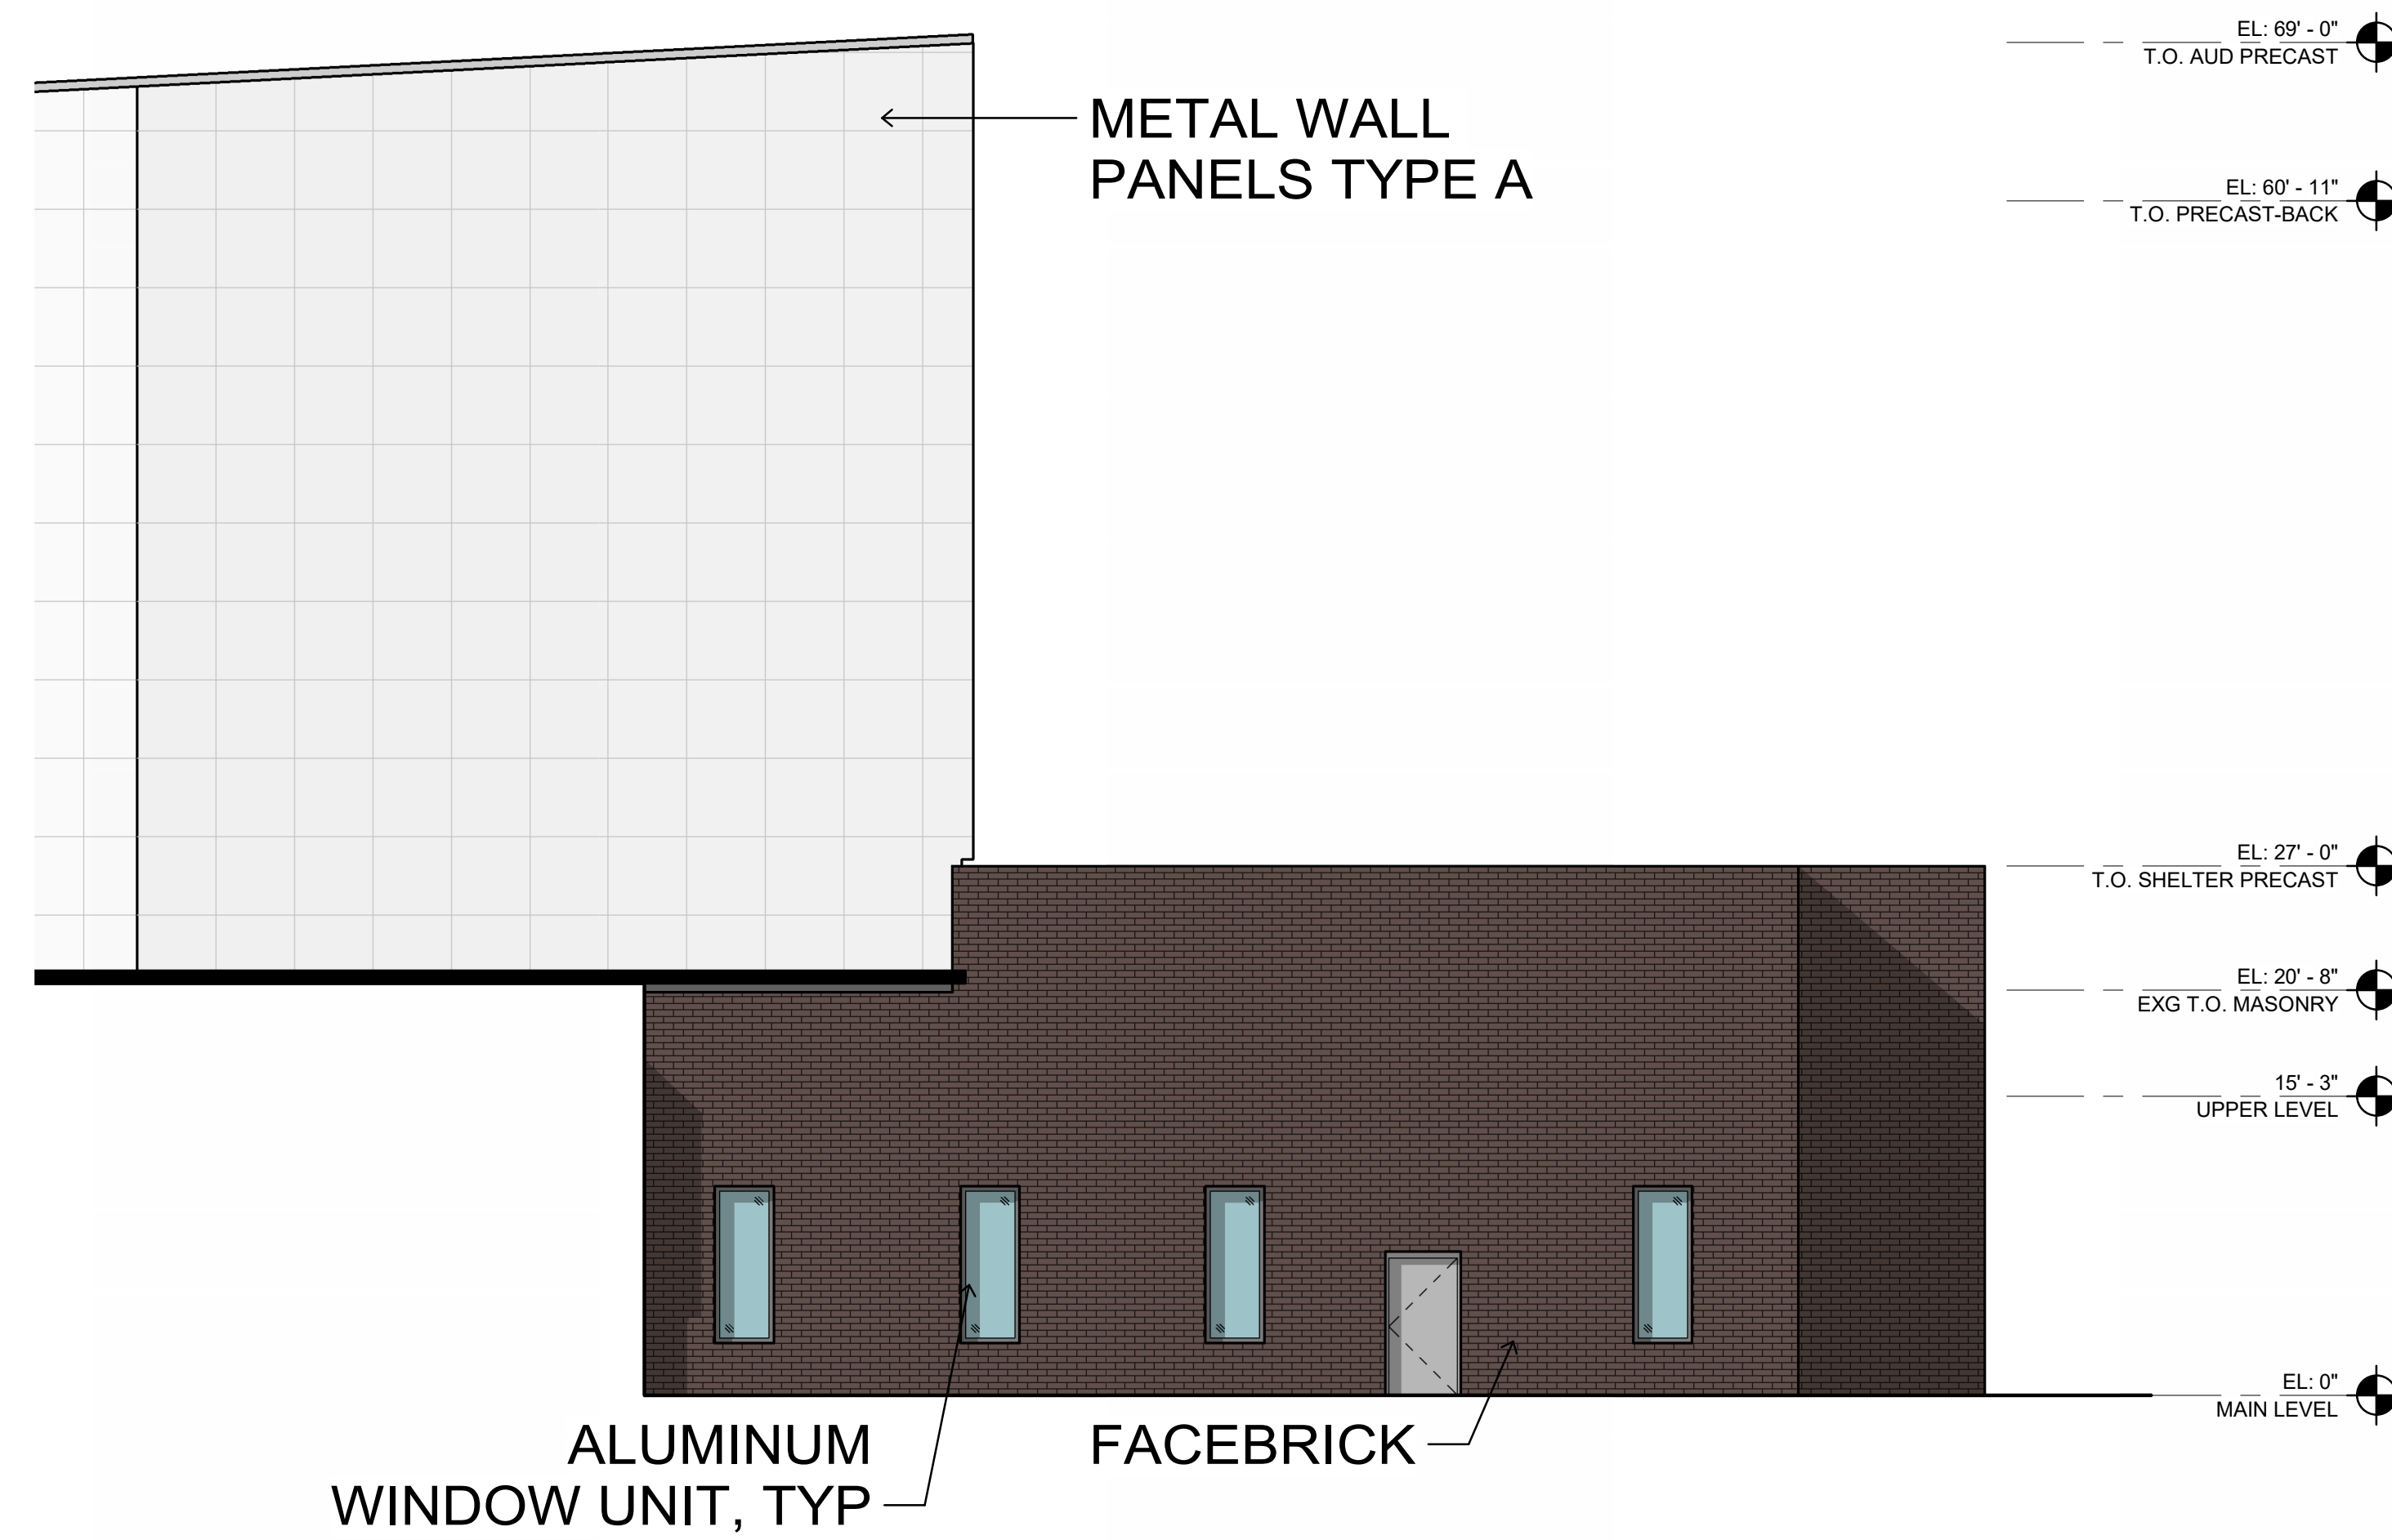 EL: 69' - 0"
T.O. AUD PRECAST
METAL WALL
PANELS TYPE A
EL: 60' - 11"
T.O. PRECAST-BACK
EL: 27' - 0"
T.O. SHELTER PRECAST
EL: 20' - 8"
EXG T.O. MASONRY
15' - 3"
UPPER LEVEL
EL: 0"
MAIN LEVEL
ALUMINUM
WINDOW UNIT, TYP
FACEBRICK